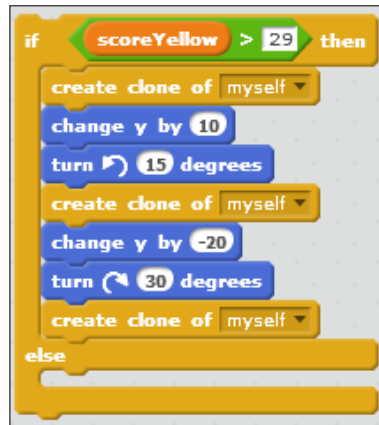 if scoreYellow > 29 then
create clone of myself
change y by 10
turn 15 degrees
create clone of myself
change y by -20
turn 30 degrees
create clone of myself
else